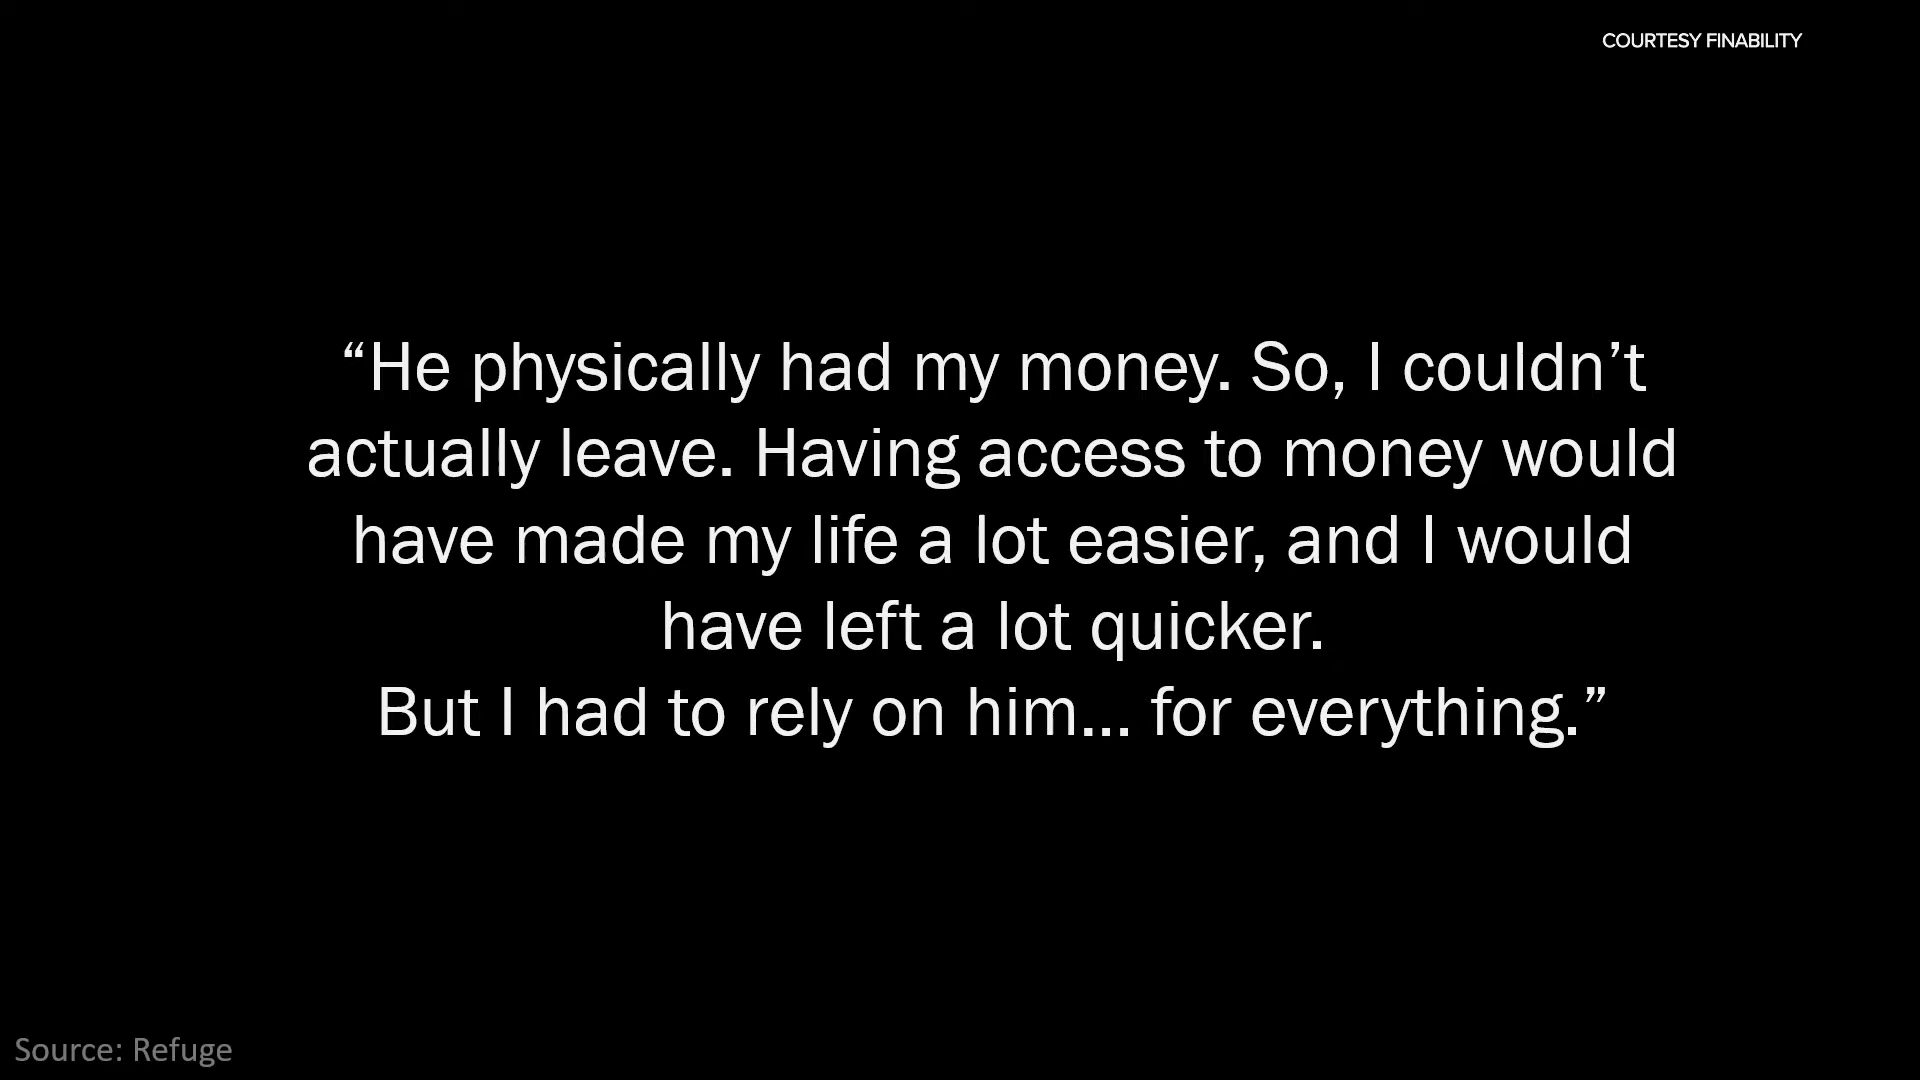 COURTESY FINABILITY
“He physically had my money. So, I couldn’t
actually leave. Having access to money would
have made my life a lot easier, and I would
have left a lot quicker.
But I had to rely on him... for everything.”
Source: Refuge